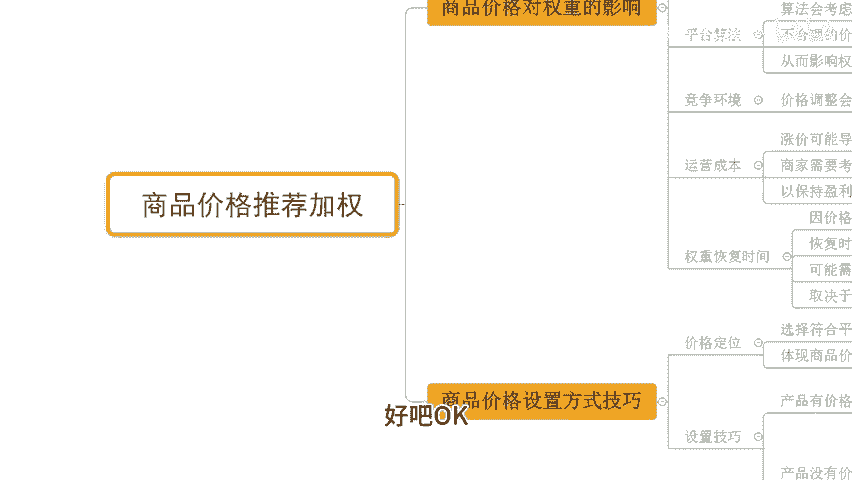 商品价格对权重的影响
算法会考虑
平台算法
不合理的价
从而影响权
竞争环境
价格调整会
涨价可能导
运营成本
商家需要考
以保持盈利
商品价格推荐加权
因价格
恢复时
权重恢复时间
可能需
取决于
选择符合平
价格定位
体现商品价
商品价格设置方式技巧
好吧OK
产品有价格
设置技巧
产品没有价